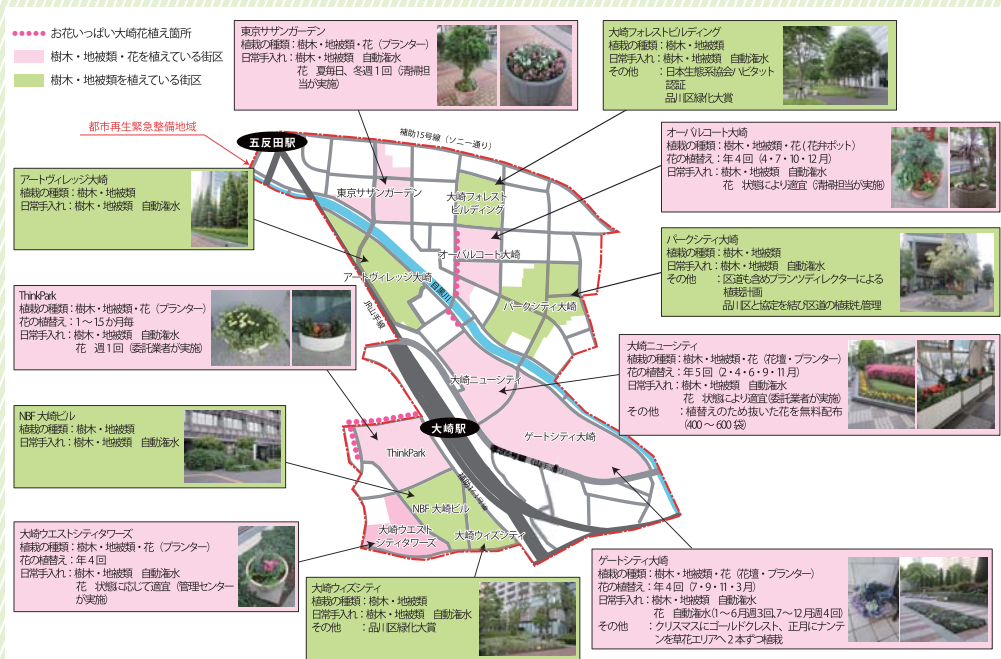 お花いっぱい大崎花植え箇所
樹木・地被類・花を植えている街区
樹木・地被類を植えている街区
都市再生緊急整備地域
東京サザンガーデン
植栽の種類：樹木・地被類・花（プランター）
日常手入れ：樹木・地被類　自動潅水
花　夏毎日、冬週１回（清掃担
当が実施）
大崎フォレストビルディング
植栽の種類：樹木・地被類
日常手入れ：樹木・地被類　自動潅水
その他　　：日本生態系協会ハビタット
認証
品川区緑化大賞
オーバルコート大崎
植栽の種類：樹木・地被類・花（花弁ポット）
花の植替え：年４回（4・7・10・12月）
日常手入れ：樹木・地被類　自動潅水
花　状態により適宜（清掃担当が実施）
アートヴィレッジ大崎
植栽の種類：樹木・地被類
日常手入れ：樹木・地被類　自動潅水
パークシティ大崎
植栽の種類：樹木・地被類
日常手入れ：樹木・地被類　自動潅水
その他　　：区道も含めプランツディレクターによる
植栽計画
品川区と協定を結び区道の植栽も管理
ThinkPark
植栽の種類：樹木・地被類・花（プランター）
花の植替え：１～1５か月毎
日常手入れ：樹木・地被類　自動潅水
花　週１回（委託業者が実施）
大崎ニューシティ
植栽の種類：樹木・地被類・花（花壇・プランター）
花の植替え：年５回（2・4・6・9・11月）
日常手入れ：樹木・地被類　自動潅水
花　状態により適宜（委託業者が実施）
その他　　：植替えのため抜いた花を無料配布
（400～600袋）
NBF 大崎ビル
植栽の種類：樹木・地被類
日常手入れ：樹木・地被類　自動潅水
大崎ウエストシティタワーズ
植栽の種類：樹木・地被類・花（プランター）
花の植替え：年４回
日常手入れ：樹木・地被類　自動潅水
花　状態に応じて適宜（管理センター
が実施）
大崎ウィズシティ
植栽の種類：樹木・地被類
日常手入れ：樹木・地被類　自動潅水
その他　　：品川区緑化大賞
ゲートシティ大崎
植栽の種類：樹木・地被類・花（花壇・プランター）
花の植替え：年４回（7・9・11・3月）
日常手入れ：樹木・地被類　自動潅水
花　自動潅水（1～6月週3回、7～12月週4回）
その他　　：クリスマスにゴールドクレスト、正月にナンテ
ンを草花エリアへ２本ずつ植栽
五反田駅
補助15号線（ソニー通り）
東京サザンガーデン
大崎フォレスト
ビルディング
オーバルコート大崎
アートヴィレッジ大崎
目黒川
JR山手線
パークシティ大崎
大崎ニューシティ
大崎駅
ゲートシティ大崎
ThinkPark
NBF 大崎ビル
大崎ウエスト
シティタワーズ
大崎ウィズシティ